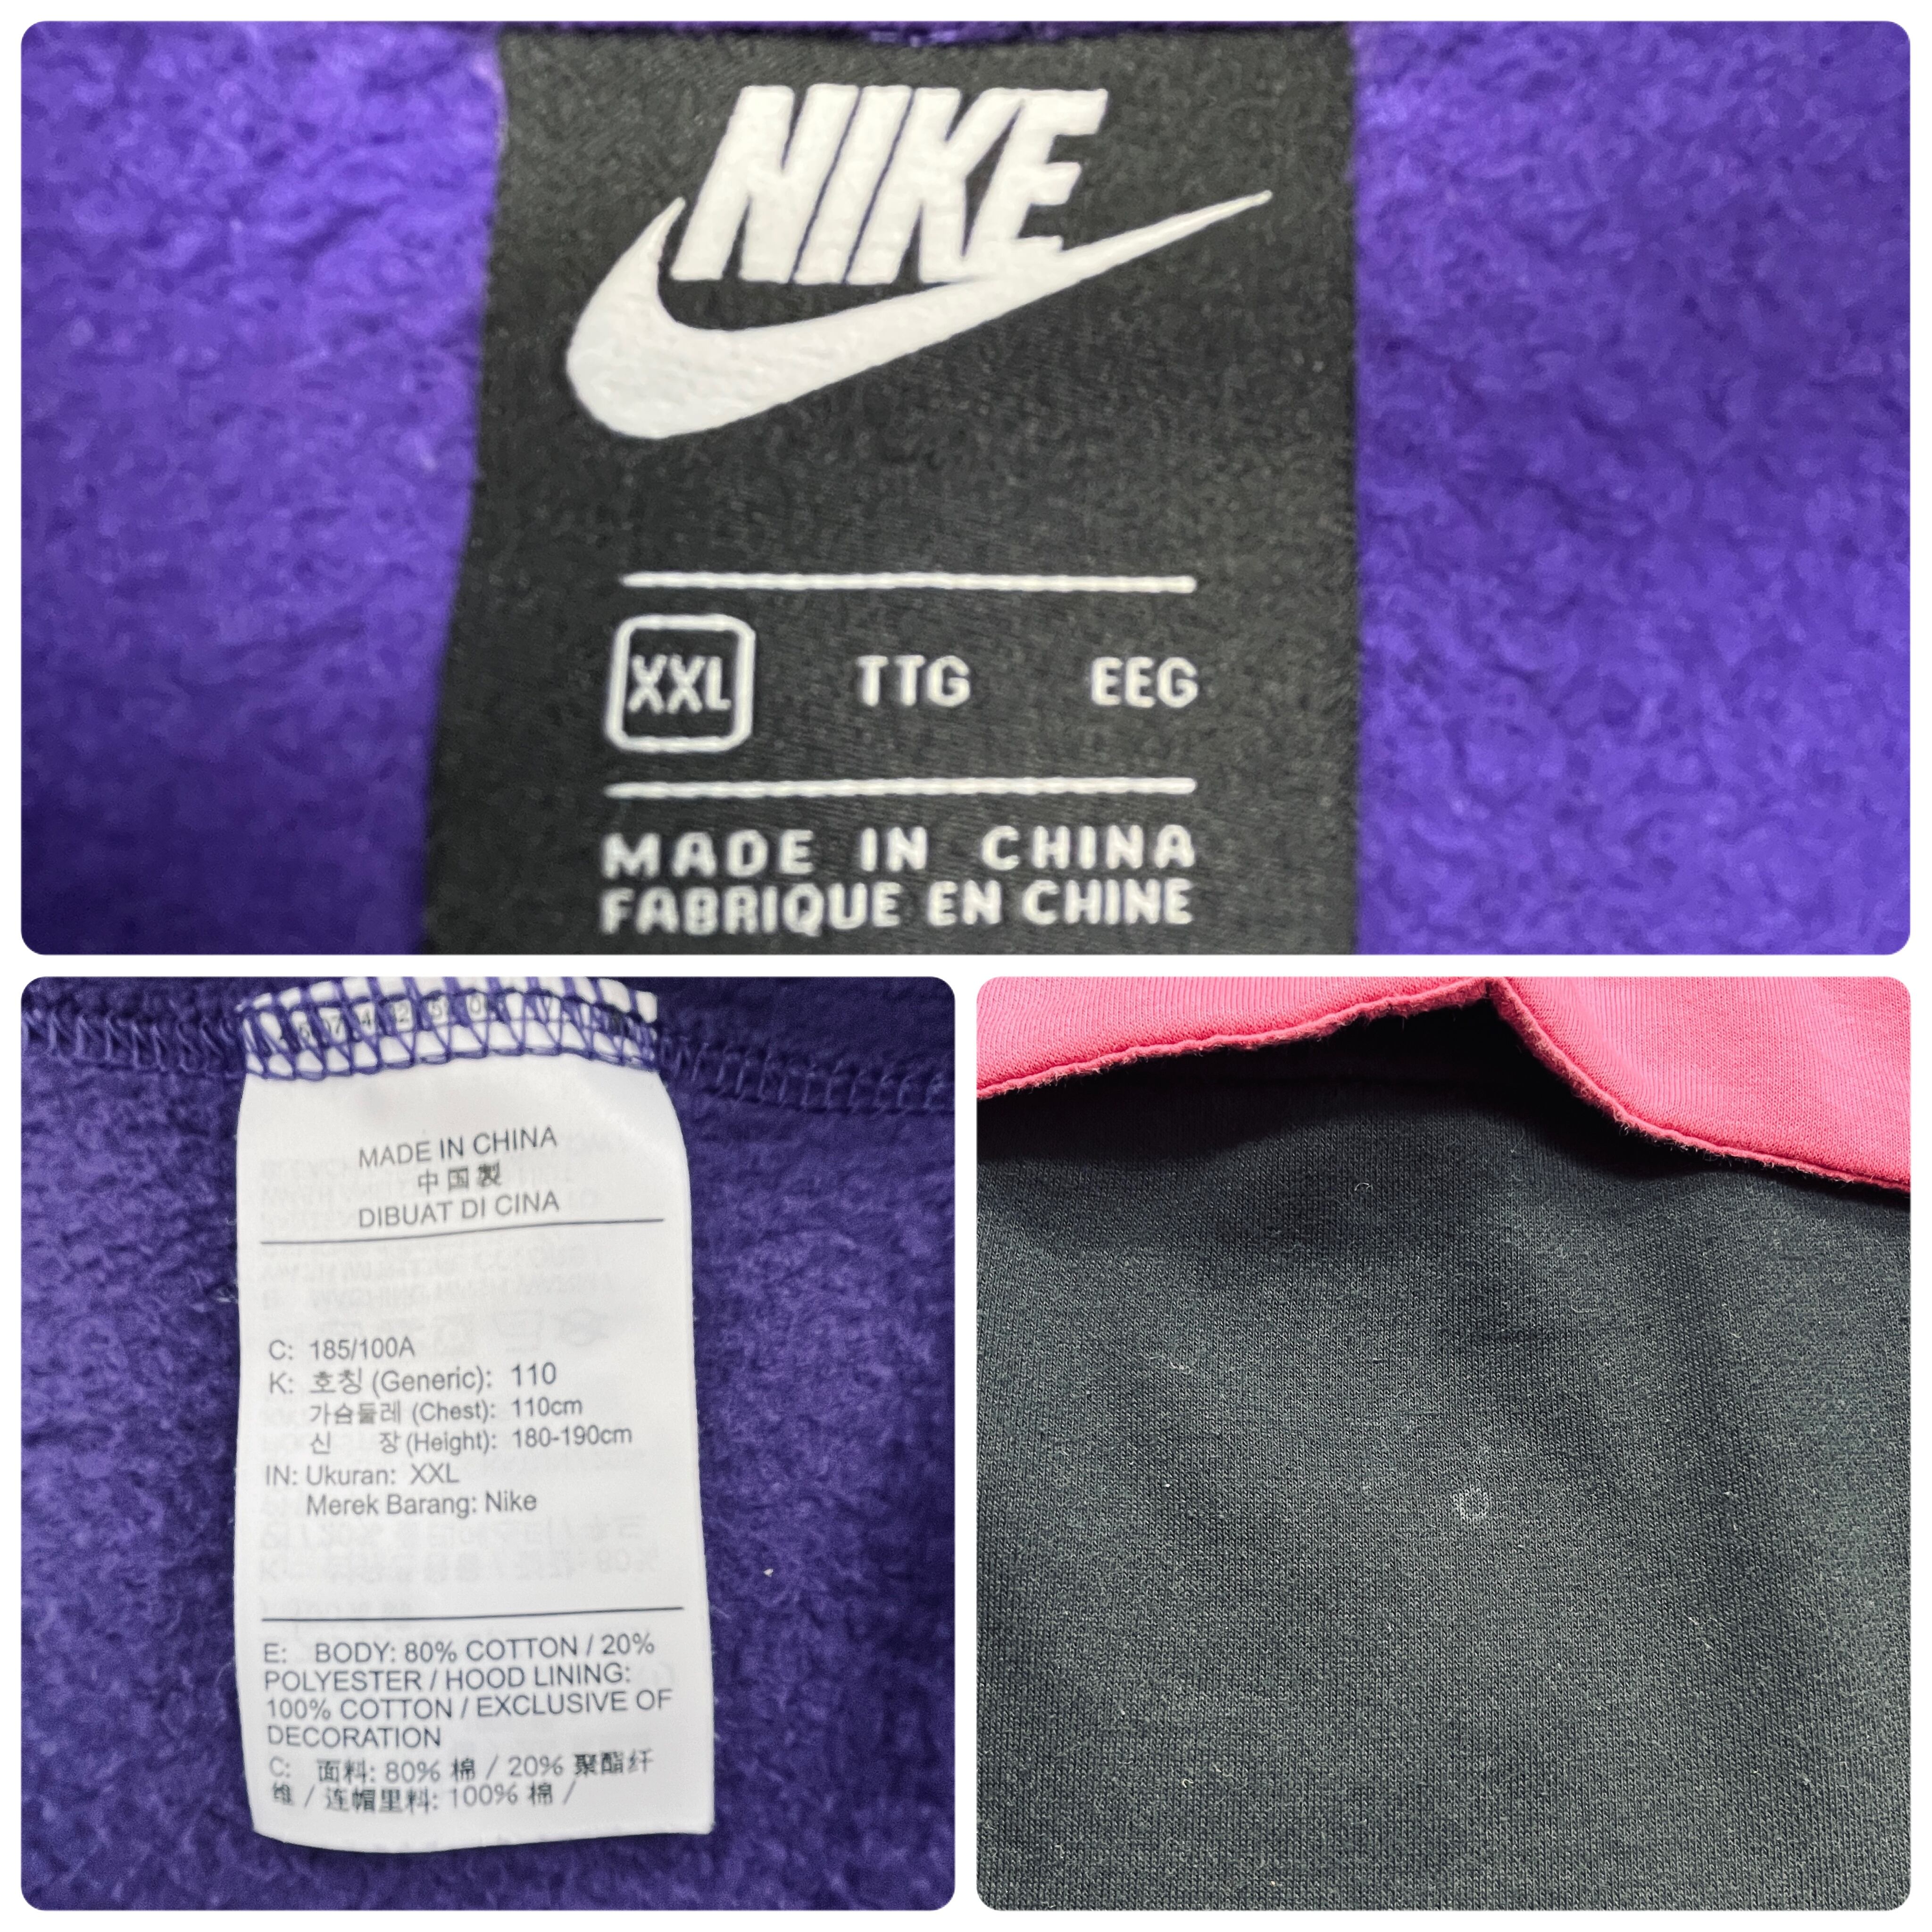 NIKE
XXL TTG EEG
MADE IN CHINA
FABRIQUE EN CHINE
MADE IN CHINA
中国製
DIBUAT DI CINA
C: 185/100A
K: 호칭 (Generic): 110
가슴둘레 (Chest): 110cm
신 장 (Height): 180-190cm
IN: Ukuran: XXL
Merek Barang: Nike
E: BODY: 80% COTTON / 20%
POLYESTER / HOOD LINING:
100% COTTON / EXCLUSIVE OF
DECORATION
C: 面料: 80% 棉 / 20% 聚酯纤
维 / 连帽里料: 100% 棉 /